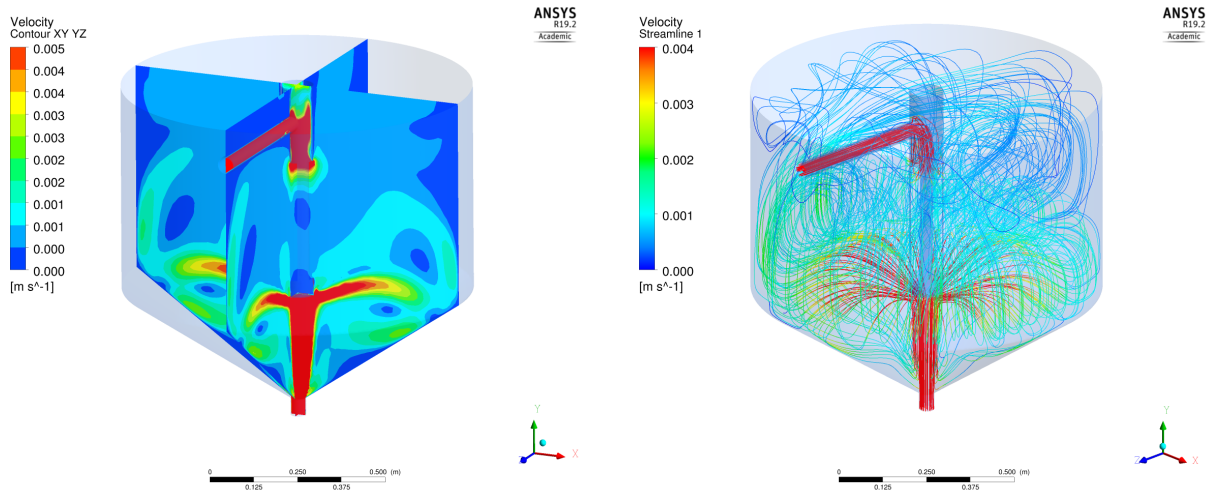 Velocity
Contour XY YZ
0.005
0.004
0.004
0.003
0.003
0.002
0.002
0.001
0.001
0.000
0.000
[m s^-1]
ANSYS
R19.2
Academic
Y
X
Z
0 0.250 0.500 (m)
0.125 0.375
Velocity
Streamline 1
0.004
0.003
0.002
0.001
0.000
[m s^-1]
ANSYS
R19.2
Academic
Y
Z X
0 0.250 0.500 (m)
0.125 0.375